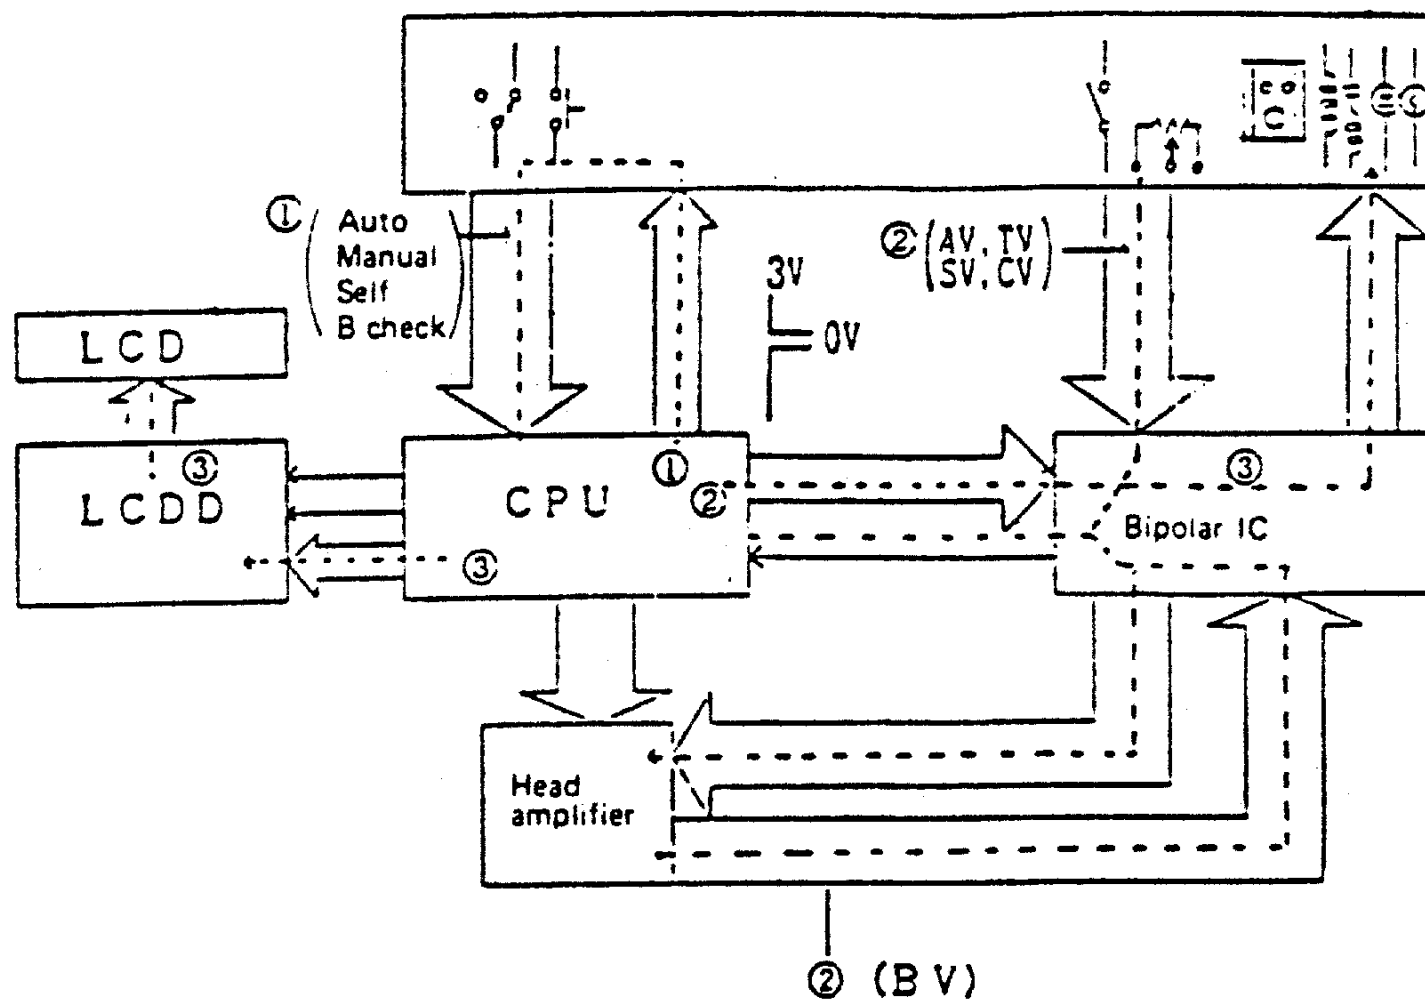 ① ( Auto
Manual
Self
B check )
② ( AV, TV
SV, CV )
3V
0V
LCD
③
LCDD
①
CPU
②
③
③
Bipolar IC
Head
amplifier
② (BV)